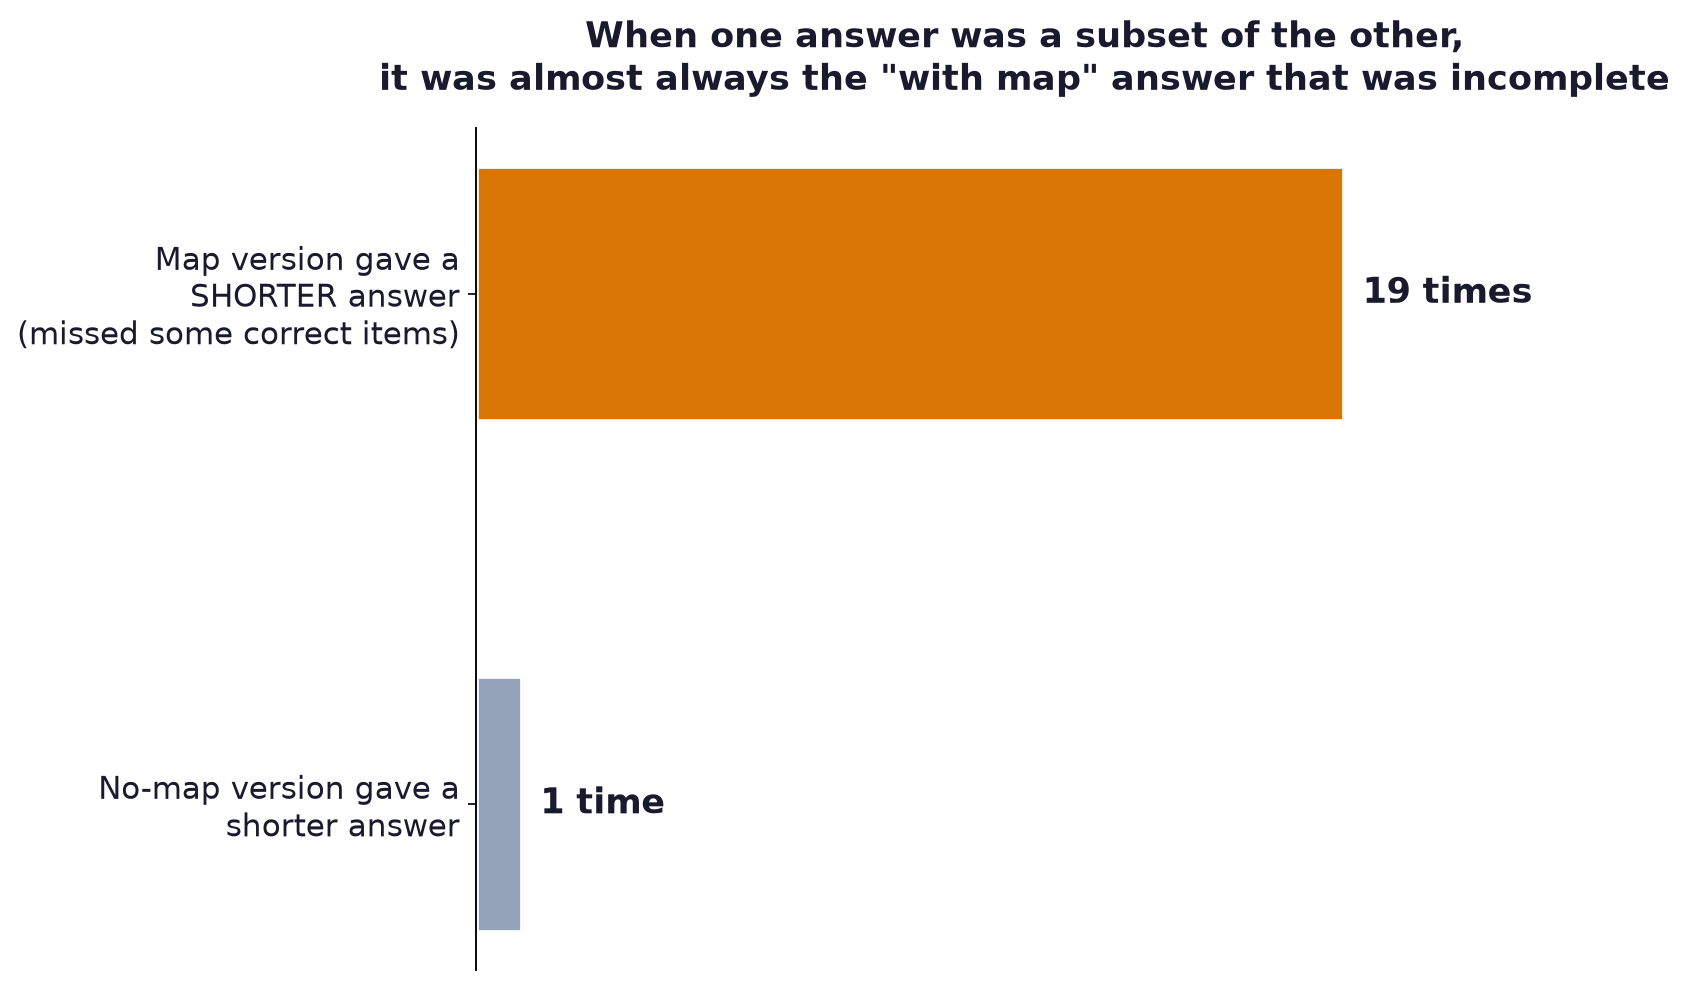 When one answer was a subset of the other,
it was almost always the "with map" answer that was incomplete
Map version gave a
SHORTER answer
(missed some correct items)
19 times
No-map version gave a
shorter answer
1 time